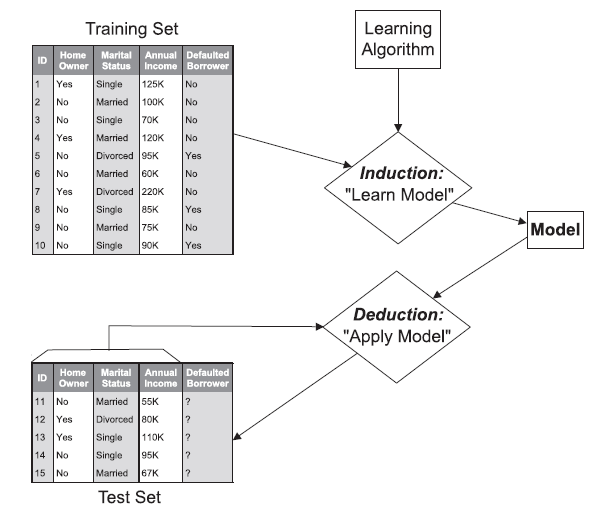 Training Set
ID Home Owner Marital Status Annual Income Defaulted Borrower
1 Yes Single 125K No
2 No Married 100K No
3 No Single 70K No
4 Yes Married 120K No
5 No Divorced 95K Yes
6 No Married 60K No
7 Yes Divorced 220K No
8 No Single 85K Yes
9 No Married 75K No
10 No Single 90K Yes
Learning
Algorithm
Induction:
"Learn Model"
Model
Deduction:
"Apply Model"
ID Home Owner Marital Status Annual Income Defaulted Borrower
11 No Married 55K ?
12 Yes Divorced 80K ?
13 Yes Single 110K ?
14 No Single 95K ?
15 No Married 67K ?
Test Set